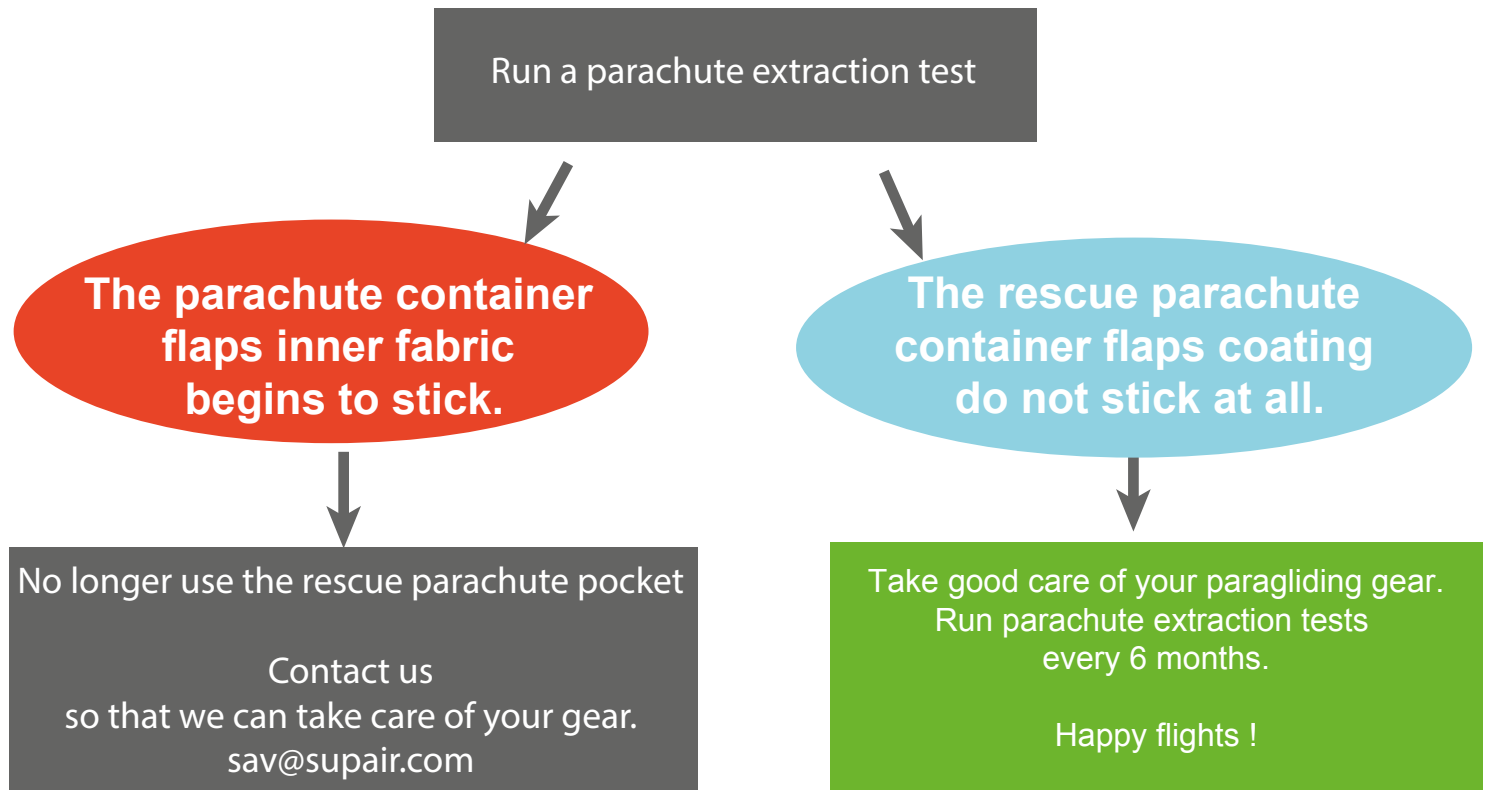 Run a parachute extraction test
The parachute container
flaps inner fabric
begins to stick.
The rescue parachute
container flaps coating
do not stick at all.
No longer use the rescue parachute pocket
Contact us
so that we can take care of your gear.
sav@supair.com
Take good care of your paragliding gear.
Run parachute extraction tests
every 6 months.
Happy flights !